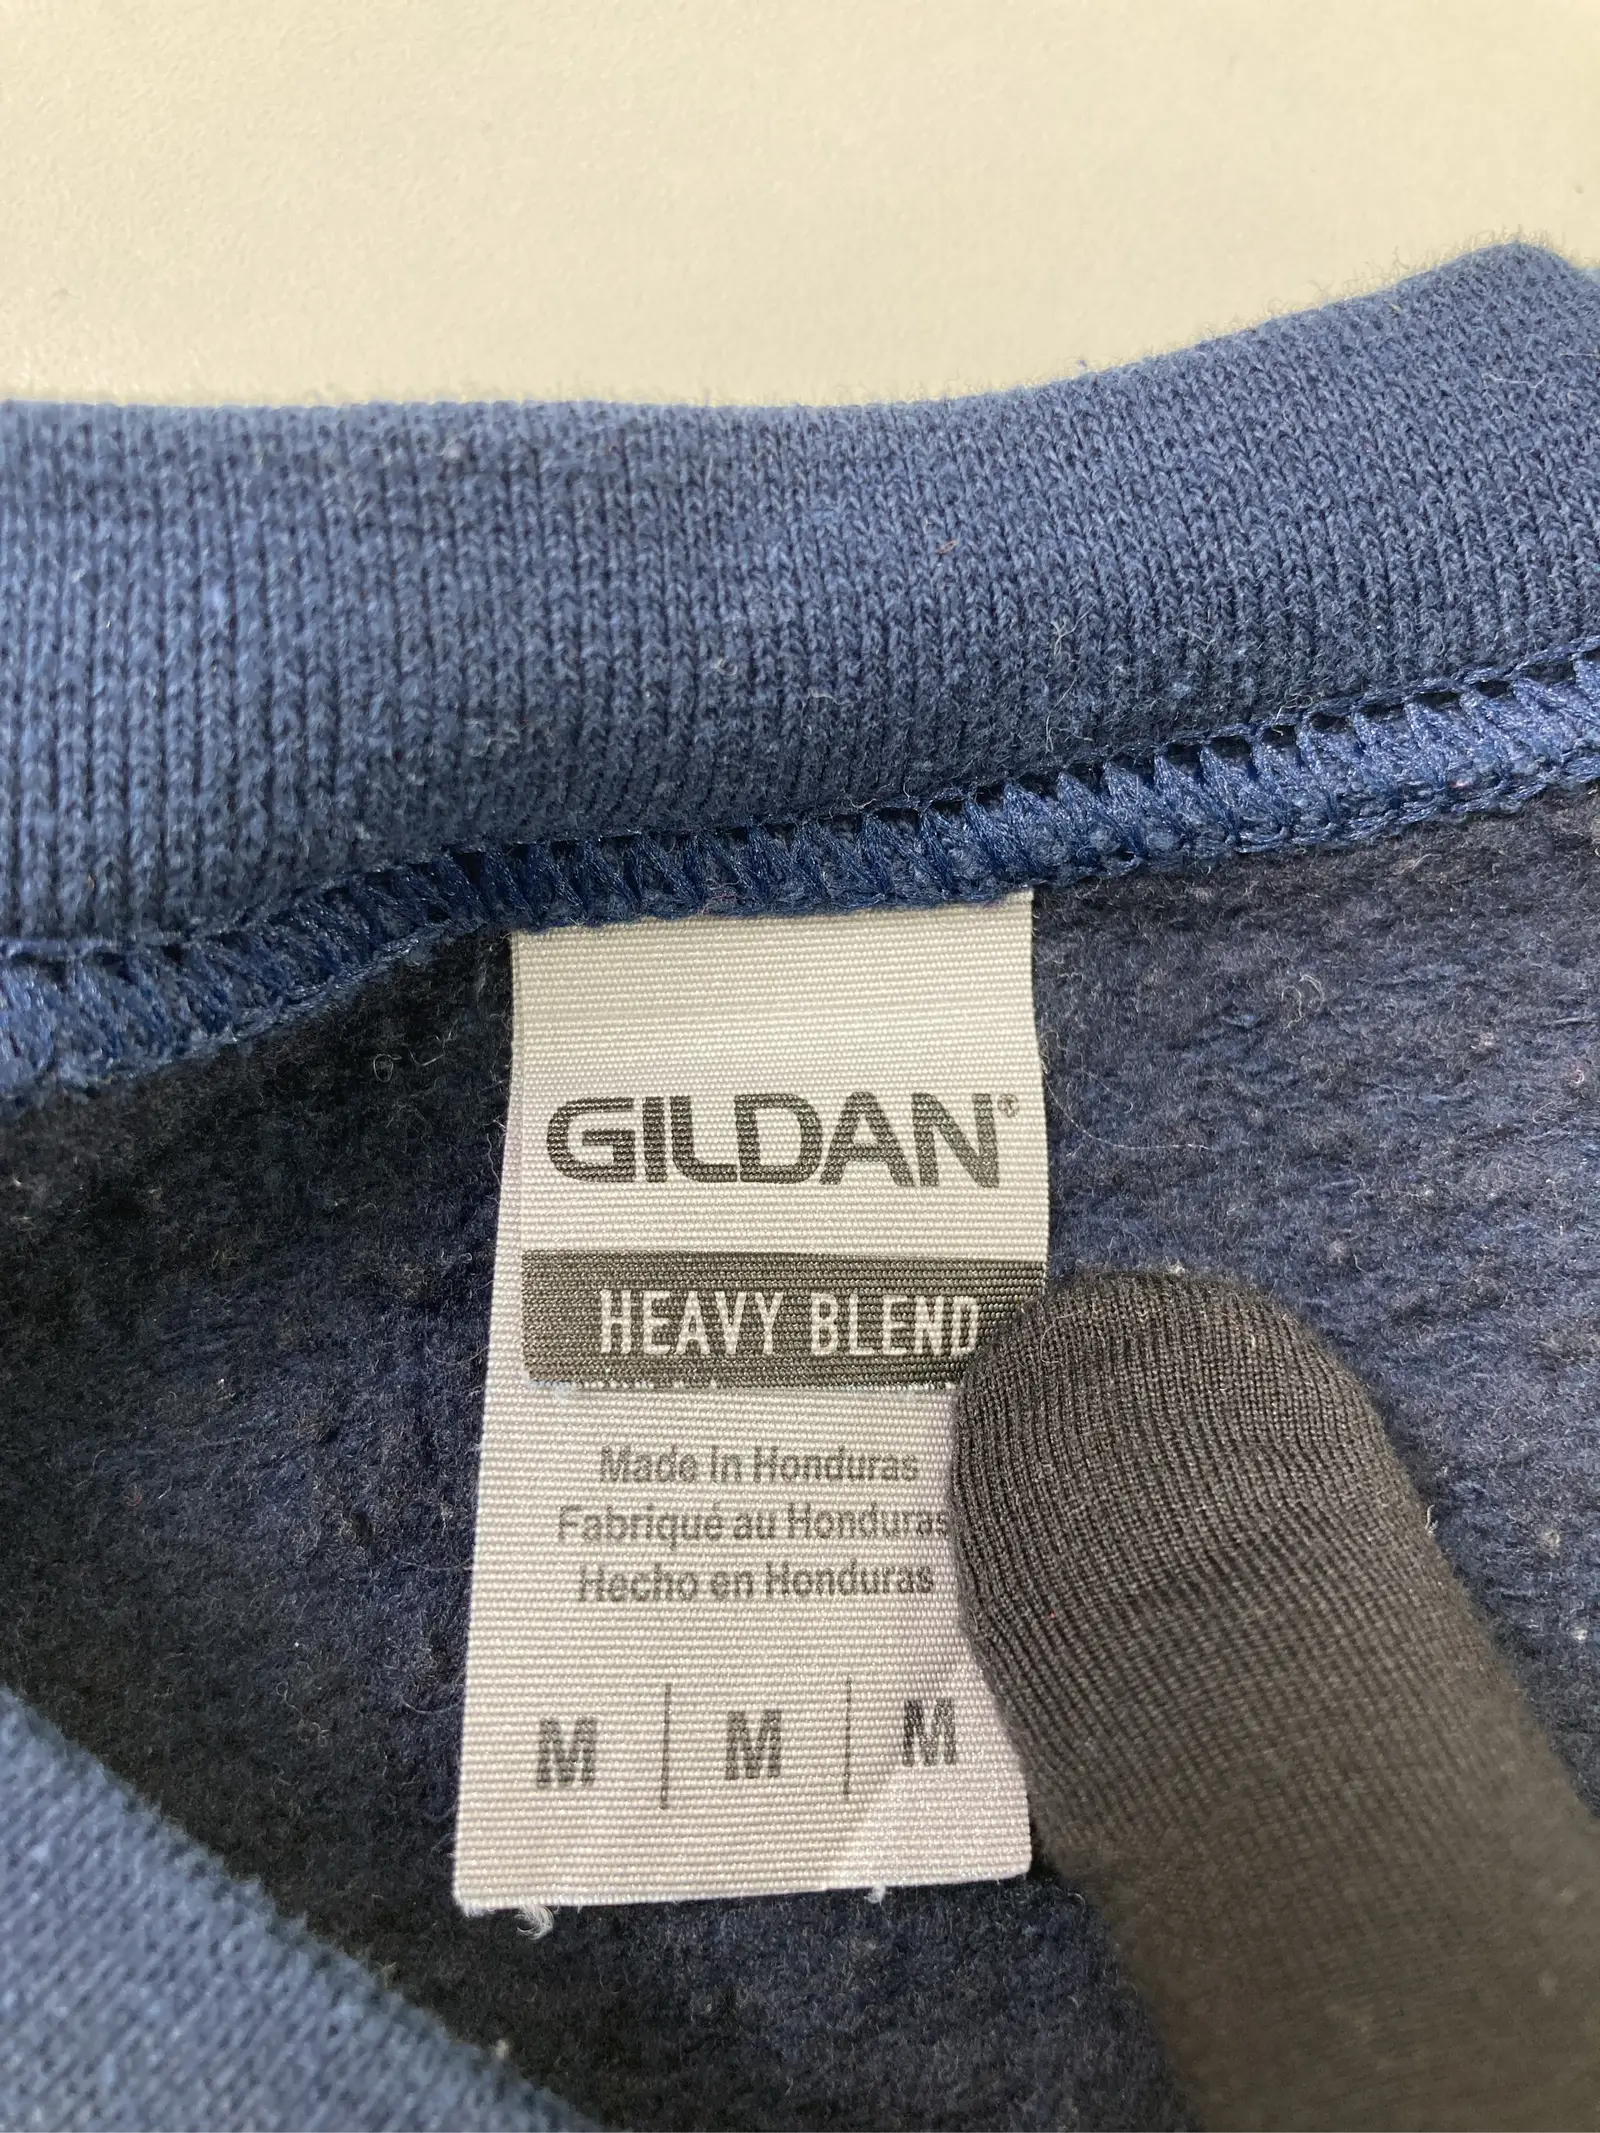 GILDAN®
HEAVY BLEND
Made in Honduras
Fabriqué au Honduras
Hecho en Honduras
M | M | M